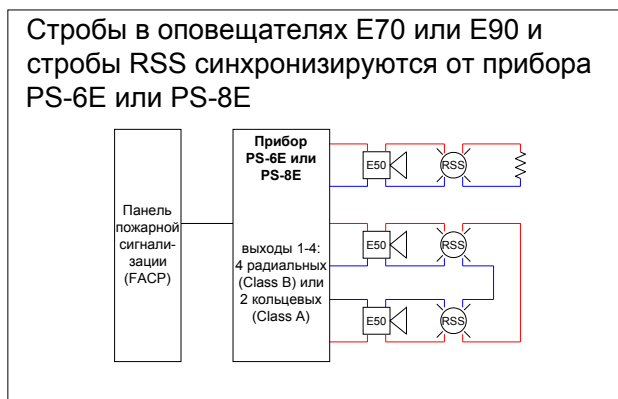 Стробы в оповещателях E70 или E90 и
стробы RSS синхронизируются от прибора
PS-6E или PS-8E
Прибор
PS-6E или
PS-8E
E50
RSS
Панель
пожарной
сигнали-
зации
(FACP)
выходы 1-4:
4 радиальных
(Class B) или
2 кольцевых
(Class A)
E50
RSS
E50
RSS